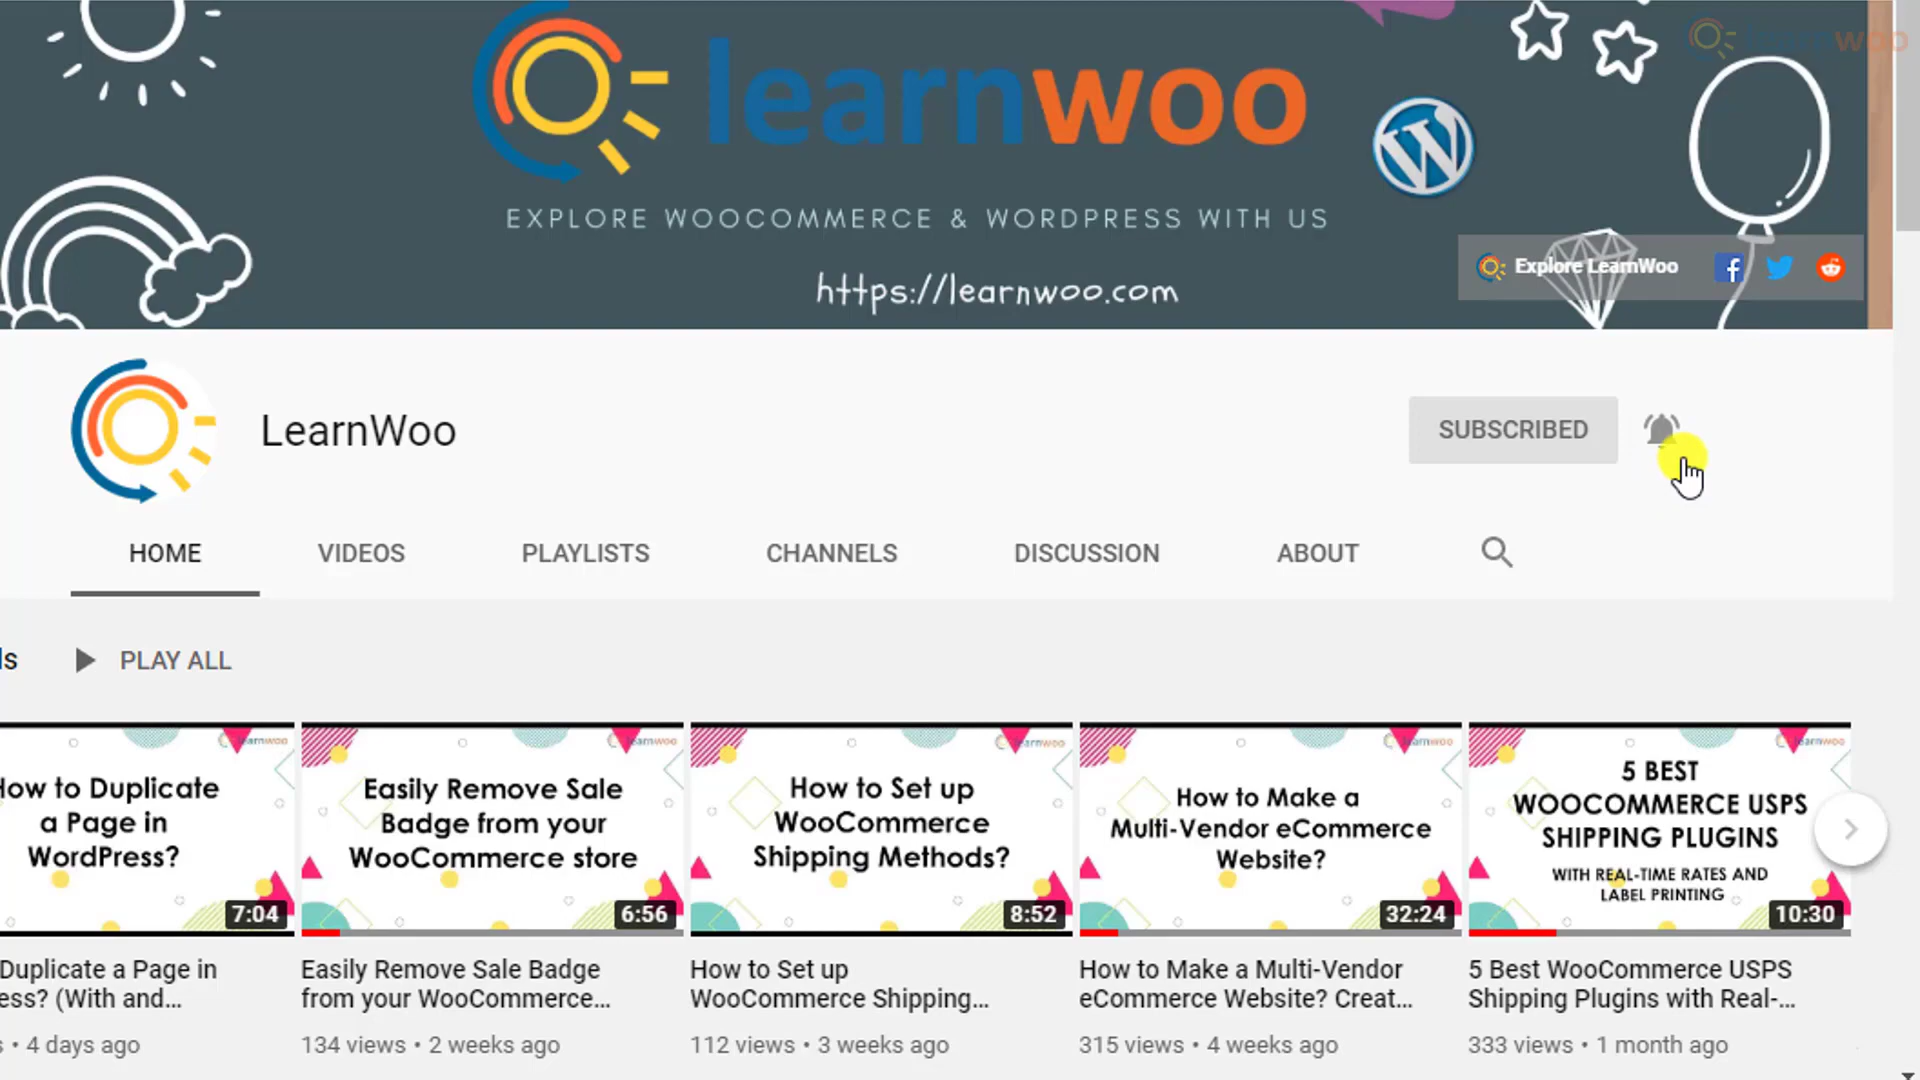 learnwoo
learnwoo
EXPLORE WOOCOMMERCE & WORDPRESS WITH US
https://learnwoo.com
Explore LearnWoo
LearnWoo
SUBSCRIBED
HOME
VIDEOS
PLAYLISTS
CHANNELS
DISCUSSION
ABOUT
PLAY ALL
How to Duplicate
a Page in
WordPress?
7:04
Easily Remove Sale
Badge from your
WooCommerce store
6:56
How to Set up
WooCommerce
Shipping Methods?
8:52
How to Make a
Multi-Vendor eCommerce
Website?
32:24
5 BEST
WOOCOMMERCE USPS
SHIPPING PLUGINS
WITH REAL-TIME RATES AND
LABEL PRINTING
10:30
Duplicate a Page in
ess? (With and...
• 4 days ago
Easily Remove Sale Badge
from your WooCommerce...
134 views • 2 weeks ago
How to Set up
WooCommerce Shipping...
112 views • 3 weeks ago
How to Make a Multi-Vendor
eCommerce Website? Creat...
315 views • 4 weeks ago
5 Best WooCommerce USPS
Shipping Plugins with Real-...
333 views • 1 month ago